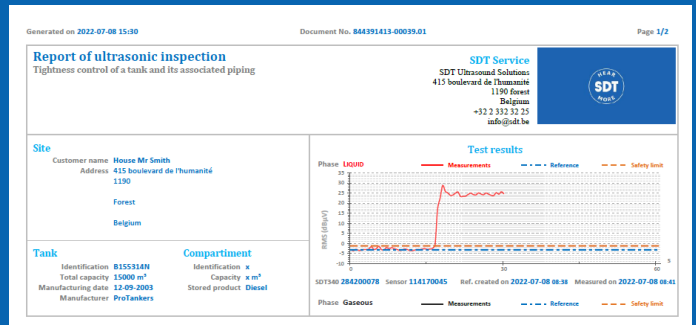 Generated on 2022-07-08 15:30 Document No. 844391413-00039.01 Page 1/2
Report of ultrasonic inspection
Tightness control of a tank and its associated piping
SDT Service
SDT Ultrasound Solutions
415 boulevard de l'humanité
1190 forest
Belgium
+32 2 332 32 25
info@sdt.be
HEAR
SDT
MORE
Site
Customer name House Mr Smith
Address 415 boulevard de l'humanité
1190
Forest
Belgium
Tank
Identification B155314N
Total capacity 15000 m³
Manufacturing date 12-09-2003
Manufacturer ProTankers
Compartiment
Identification x
Capacity x m³
Stored product Diesel
Test results
Phase LIQUID Measurements Reference Safety limit
RMS (dBµV)
35
30
25
20
15
10
5
0
-5
-10
0 30 60
s
SDT340 284200078 Sensor 114170045 Ref. created on 2022-07-08 08:38 Measured on 2022-07-08 08:41
Phase Gaseous Measurements Reference Safety limit